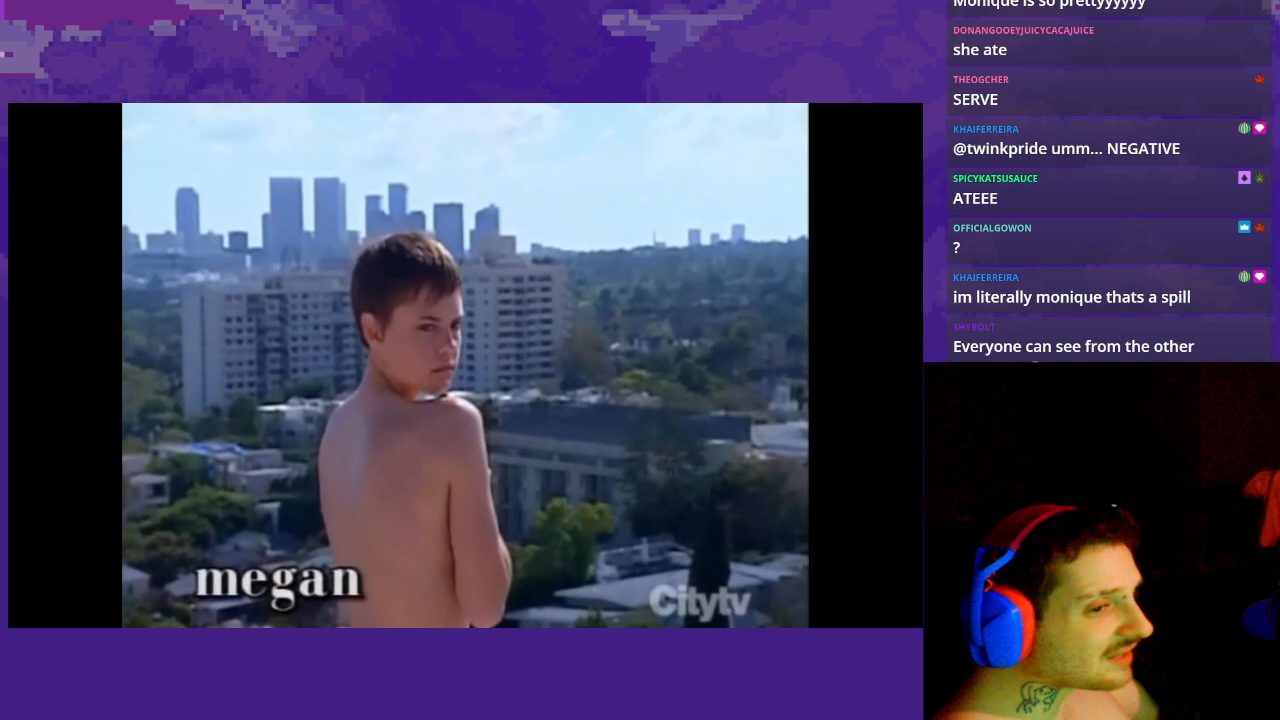 Monique is so prettyyyyyy
DONANGOOEYJUICYCACAJUICE
she ate
THEOGCHER
SERVE
KHAIFERREIRA
@twinkpride umm... NEGATIVE
SPICYKATSUSAUCE
ATEEE
OFFICIALGOWON
?
KHAIFERREIRA
im literally monique thats a spill
SHYBOLT
Everyone can see from the other
megan
Citytv